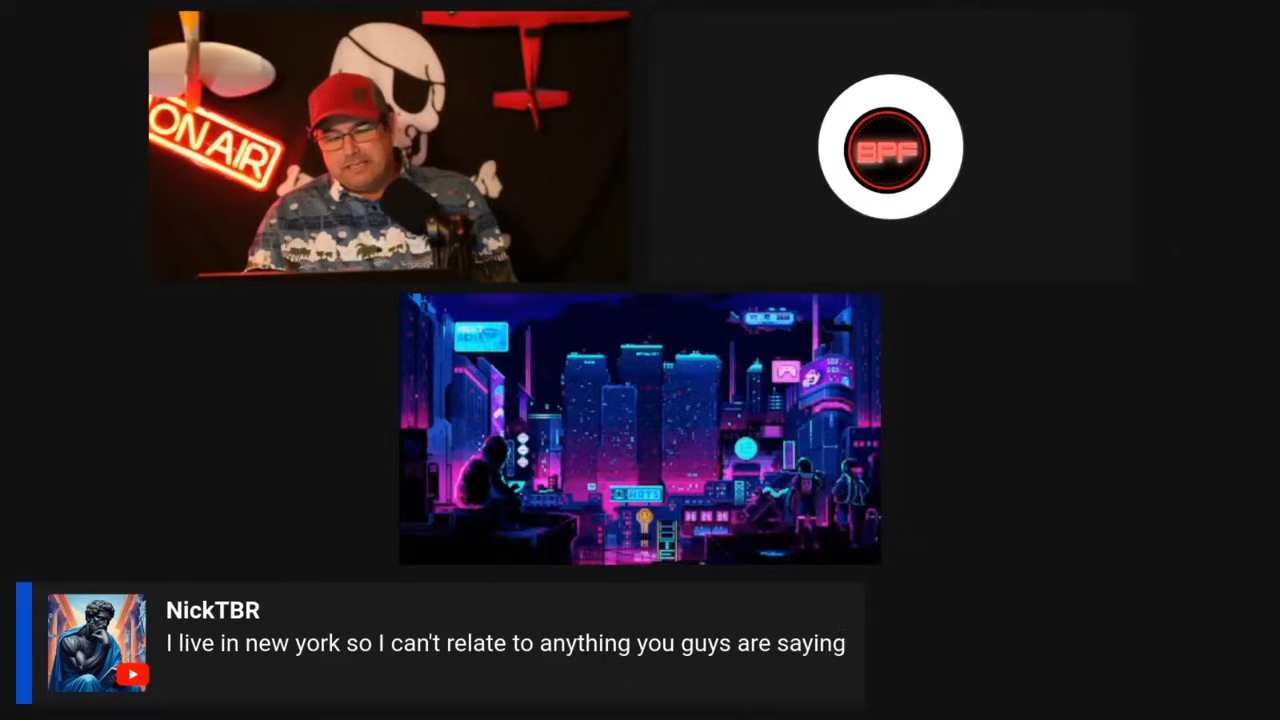 ON AIR
BPF
NickTBR
I live in new york so I can't relate to anything you guys are saying